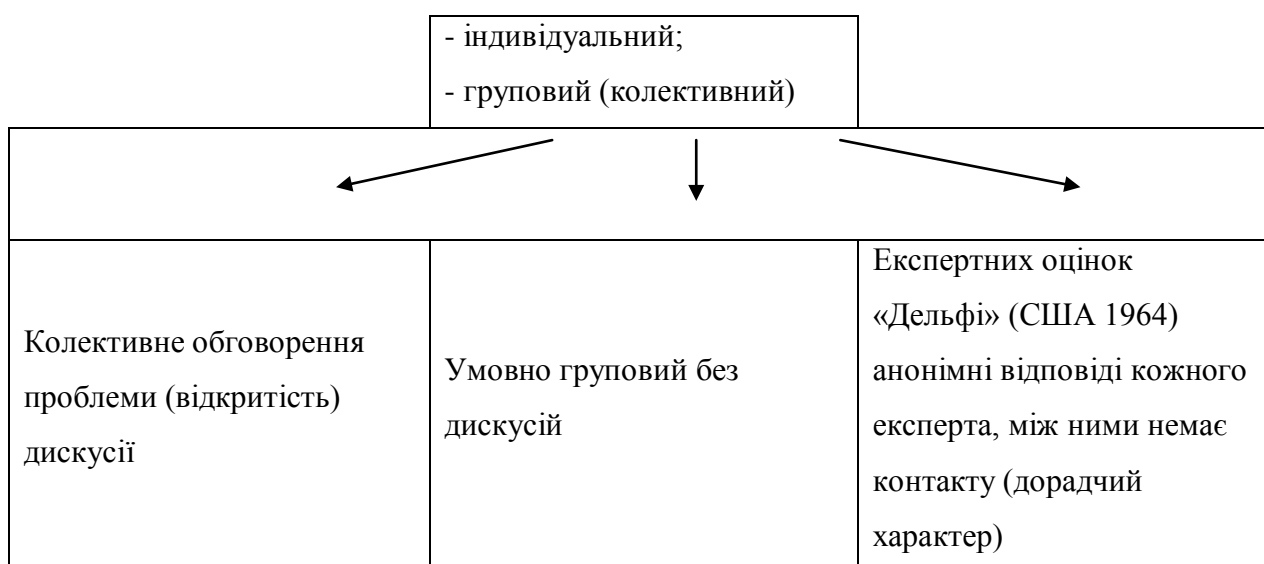 - індивідуальний;
- груповий (колективний)
Колективне обговорення
проблеми (відкритість)
дискусії
Умовно груповий без
дискусій
Експертних оцінок
«Дельфі» (США 1964)
анонімні відповіді кожного
експерта, між ними немає
контакту (дорадчий
характер)